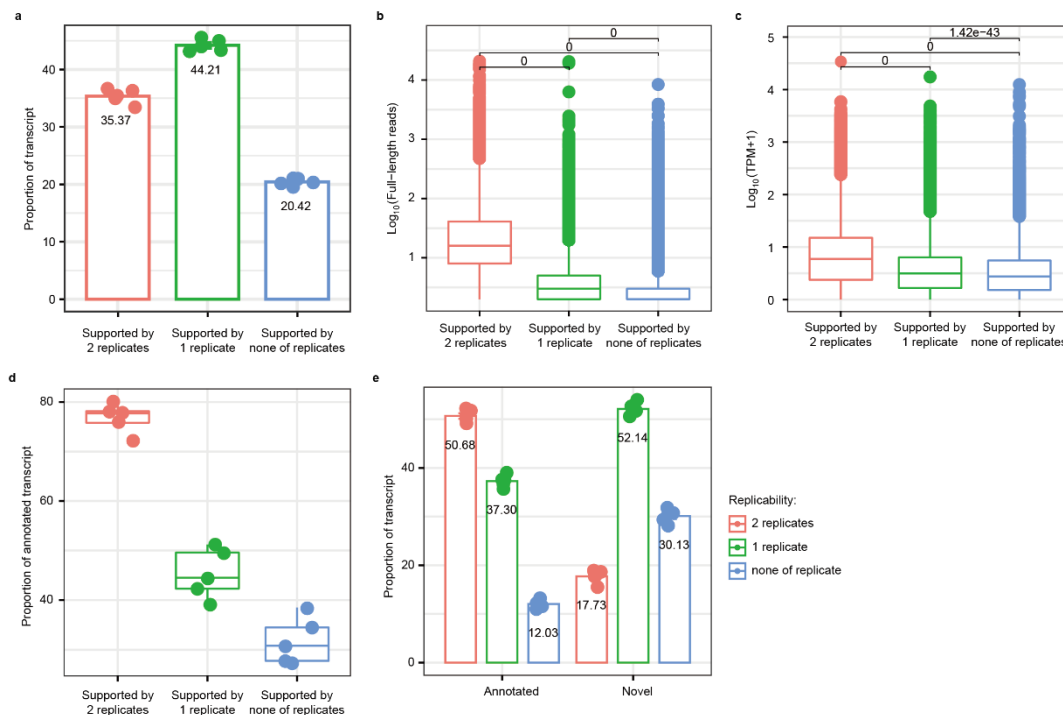 a
Proportion of transcript
40
30
20
10
0
35.37
44.21
20.42
Supported by
2 replicates
Supported by
1 replicate
Supported by
none of replicates
b
Log10(Full−length reads)
4
3
2
1
0
0
0
Supported by
2 replicates
Supported by
1 replicate
Supported by
none of replicates
c
Log10(TPM+1)
5
4
3
2
1
0
1.42e−43
0
0
Supported by
2 replicates
Supported by
1 replicate
Supported by
none of replicates
d
Proportion of annotated transcript
80
60
40
Supported by
2 replicates
Supported by
1 replicate
Supported by
none of replicates
e
Proportion of transcript
40
20
0
50.68
37.30
12.03
17.73
52.14
30.13
Annotated
Novel
Replicability:
2 replicates
1 replicate
none of replicate